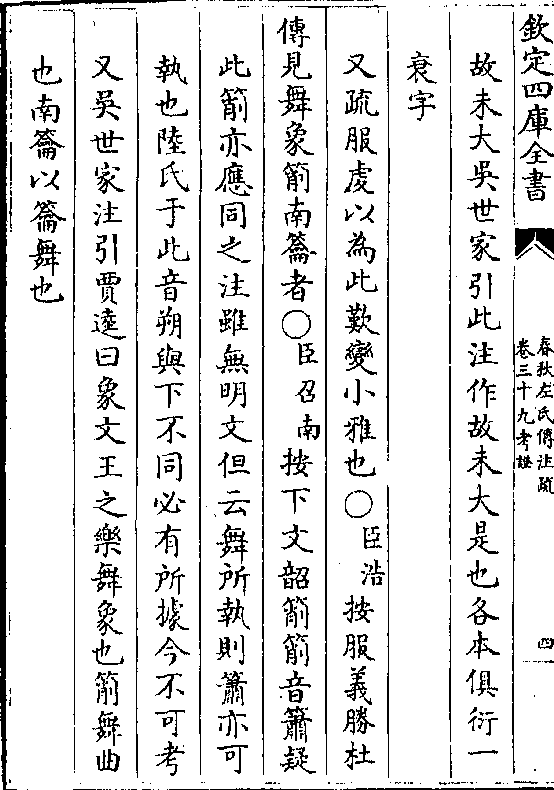 欽定四庫全書
春秋左氏傳注疏
卷三十九考證
四
故未大吳世家引此注作故未大是也各本俱衍一
衰字
又疏服虔以為此歎變小雅也○臣浩按服義勝杜
傳見舞象箾南籥者○臣召南按下文韶箾箾音簫疑
此箾亦應同之注雖無明文但云舞所執則簫亦可
執也陸氏于此音朔與下不同必有所據今不可考
又吳世家注引賈逵曰象文王之樂舞象也箾舞曲
也南籥以籥舞也